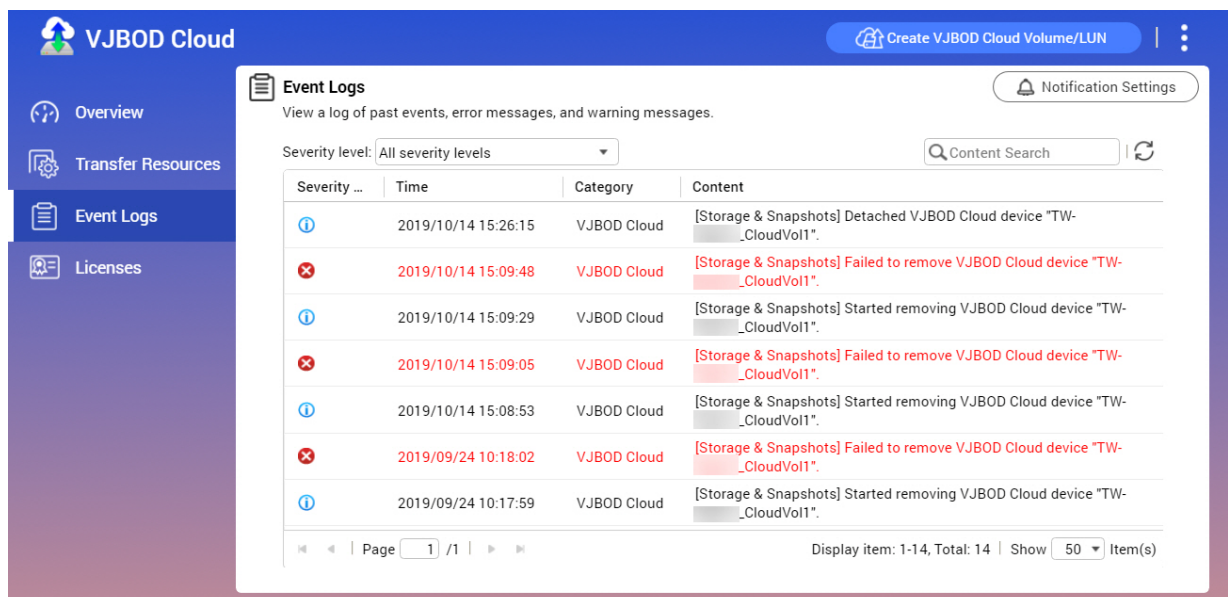 VJBOD Cloud
Create VJBOD Cloud Volume/LUN
Overview
Transfer Resources
Event Logs
Licenses
Event Logs
Notification Settings
View a log of past events, error messages, and warning messages.
Severity level: All severity levels
Content Search
Severity ... Time Category Content
2019/10/14 15:26:15 VJBOD Cloud [Storage & Snapshots] Detached VJBOD Cloud device "TW-
_CloudVol1".
2019/10/14 15:09:48 VJBOD Cloud [Storage & Snapshots] Failed to remove VJBOD Cloud device "TW-
_CloudVol1".
2019/10/14 15:09:29 VJBOD Cloud [Storage & Snapshots] Started removing VJBOD Cloud device "TW-
_CloudVol1".
2019/10/14 15:09:05 VJBOD Cloud [Storage & Snapshots] Failed to remove VJBOD Cloud device "TW-
_CloudVol1".
2019/10/14 15:08:53 VJBOD Cloud [Storage & Snapshots] Started removing VJBOD Cloud device "TW-
_CloudVol1".
2019/09/24 10:18:02 VJBOD Cloud [Storage & Snapshots] Failed to remove VJBOD Cloud device "TW-
_CloudVol1".
2019/09/24 10:17:59 VJBOD Cloud [Storage & Snapshots] Started removing VJBOD Cloud device "TW-
_CloudVol1".
Page 1 /1 Display item: 1-14, Total: 14 Show 50 Item(s)